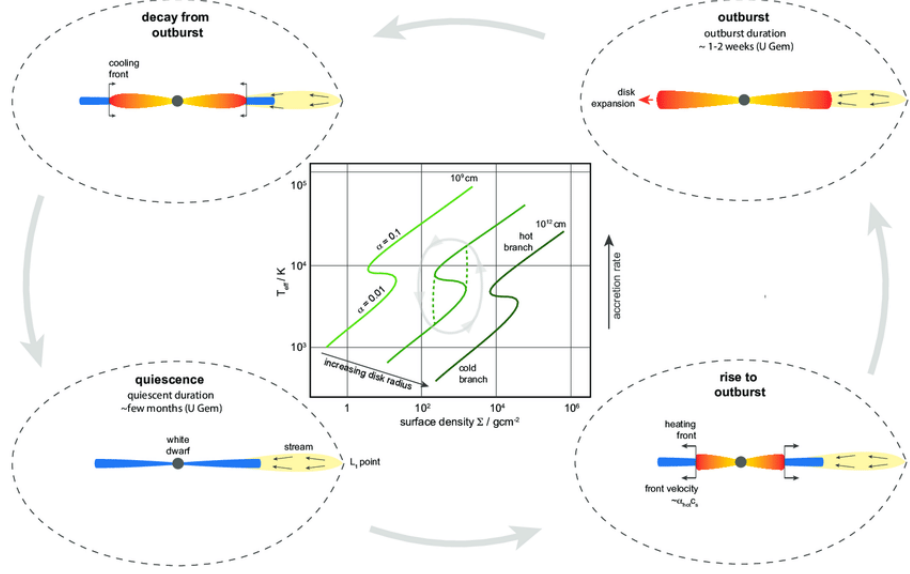 decay from
outburst
cooling
front
outburst
outburst duration
~ 1-2 weeks (U Gem)
disk
expansion
10⁵
10⁴
10³
T_eff / K
10⁹ cm
α = 0.1
α = 0.01
hot
branch
10¹² cm
cold
branch
increasing disk radius
1
10²
10⁴
10⁶
surface density Σ / gcm⁻²
accretion rate
quiescence
quiescent duration
~few months (U Gem)
white
dwarf
stream
L₁ point
rise to
outburst
heating
front
front velocity
~α_hot c_s